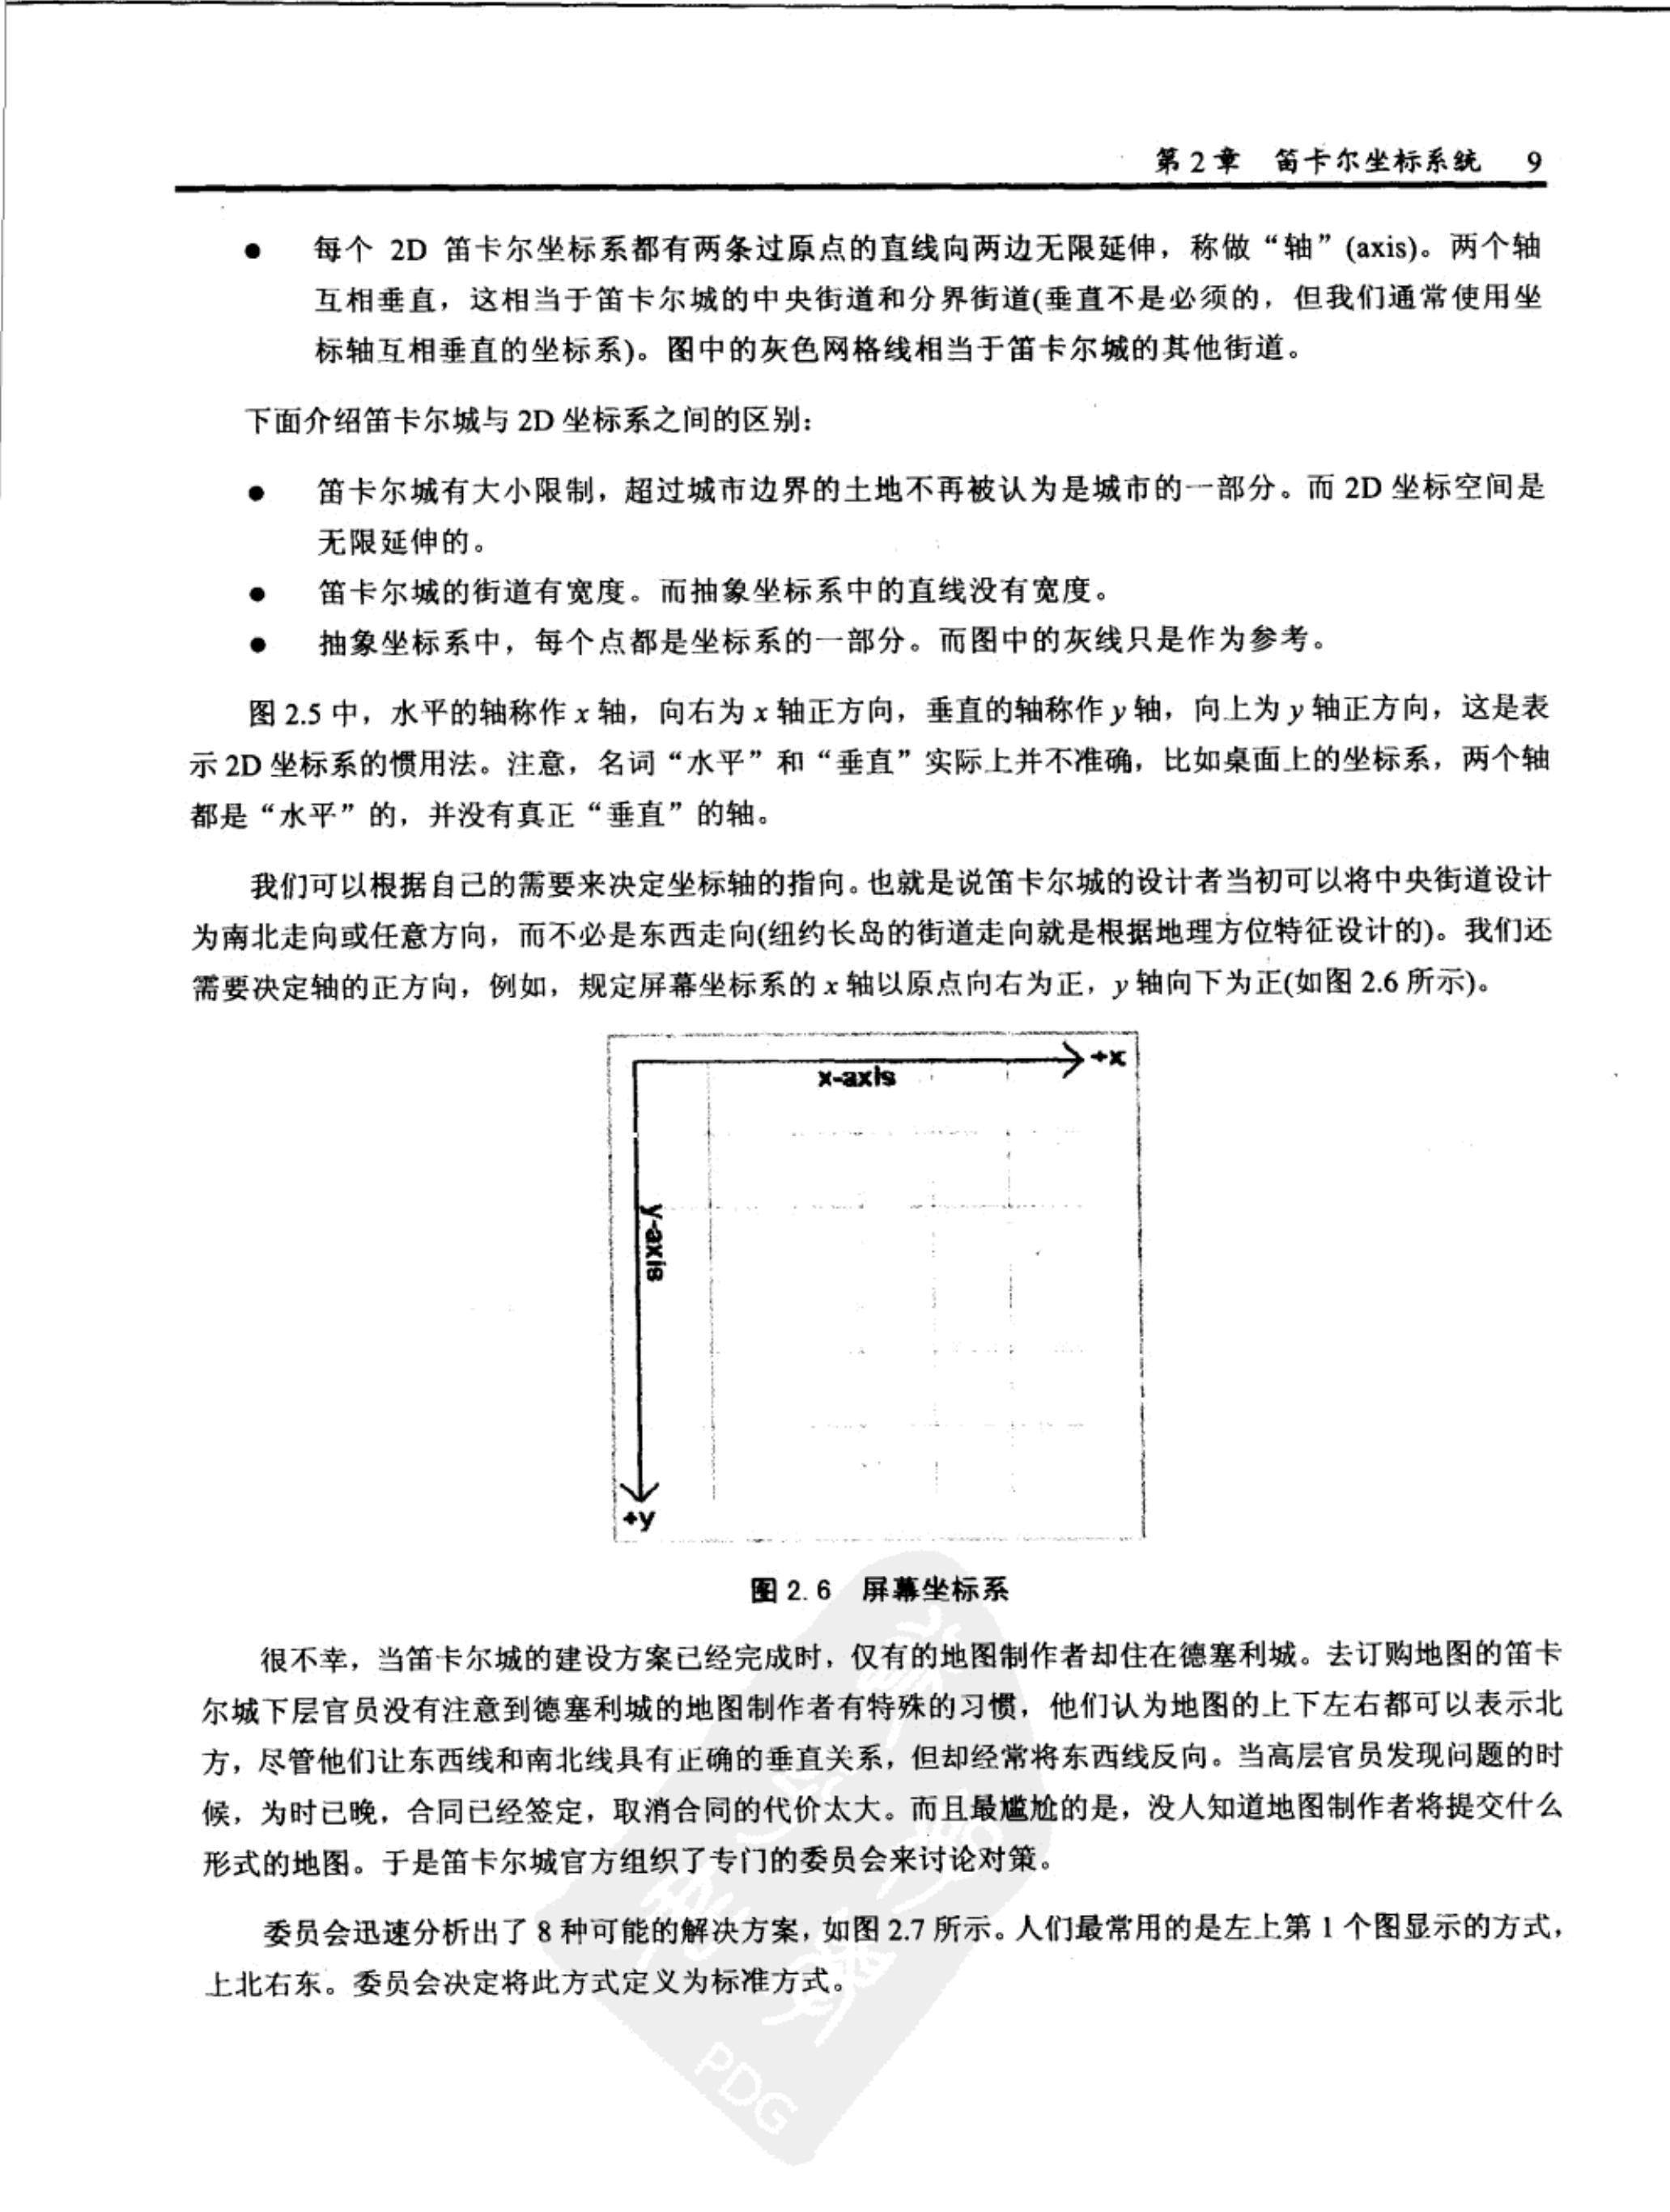 第 2 章　笛卡尔坐标系统　9
● 每个 2D 笛卡尔坐标系都有两条过原点的直线向两边无限延伸，称做“轴”(axis)。两个轴
互相垂直，这相当于笛卡尔城的中央街道和分界街道(垂直不是必须的，但我们通常使用坐
标轴互相垂直的坐标系)。图中的灰色网格线相当于笛卡尔城的其他街道。
下面介绍笛卡尔城与 2D 坐标系之间的区别：
● 笛卡尔城有大小限制，超过城市边界的土地不再被认为是城市的一部分。而 2D 坐标空间是
无限延伸的。
● 笛卡尔城的街道有宽度。而抽象坐标系中的直线没有宽度。
● 抽象坐标系中，每个点都是坐标系的一部分。而图中的灰线只是作为参考。
图 2.5 中，水平的轴称作 x 轴，向右为 x 轴正方向，垂直的轴称作 y 轴，向上为 y 轴正方向，这是表
示 2D 坐标系的惯用法。注意，名词“水平”和“垂直”实际上并不准确，比如桌面上的坐标系，两个轴
都是“水平”的，并没有真正“垂直”的轴。
我们可以根据自己的需要来决定坐标轴的指向。也就是说笛卡尔城的设计者当初可以将中央街道设计
为南北走向或任意方向，而不必是东西走向(纽约长岛的街道走向就是根据地理方位特征设计的)。我们还
需要决定轴的正方向，例如，规定屏幕坐标系的 x 轴以原点向右为正，y 轴向下为正(如图 2.6 所示)。
+x
x-axis
y-axis
+y
图 2.6　屏幕坐标系
很不幸，当笛卡尔城的建设方案已经完成时，仅有的地图制作者却住在德塞利城。去订购地图的笛卡
尔城下层官员没有注意到德塞利城的地图制作者有特殊的习惯，他们认为地图的上下左右都可以表示北
方，尽管他们让东西线和南北线具有正确的垂直关系，但却经常将东西线反向。当高层官员发现问题的时
候，为时已晚，合同已经签定，取消合同的代价太大。而且最尴尬的是，没人知道地图制作者将提交什么
形式的地图。于是笛卡尔城官方组织了专门的委员会来讨论对策。
委员会迅速分析出了 8 种可能的解决方案，如图 2.7 所示。人们最常用的是左上第 1 个图显示的方式，
上北右东。委员会决定将此方式定义为标准方式。
PDG